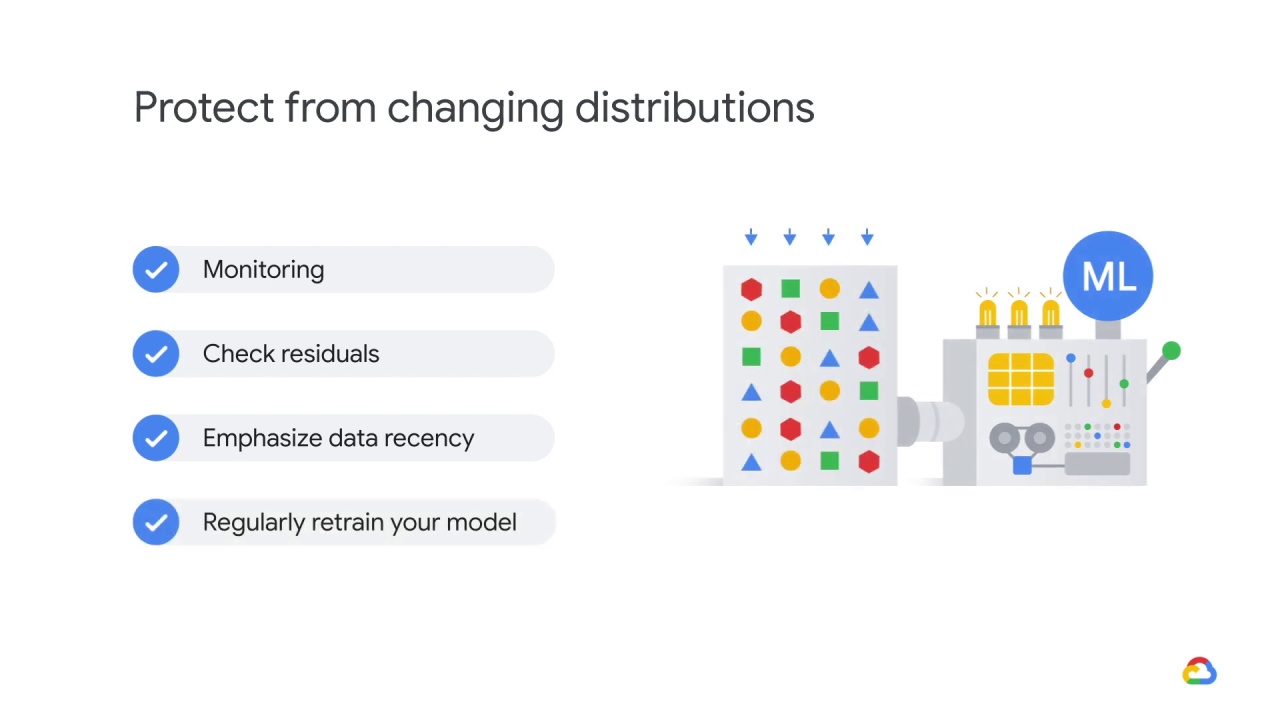 Protect from changing distributions
Monitoring
Check residuals
Emphasize data recency
Regularly retrain your model
ML